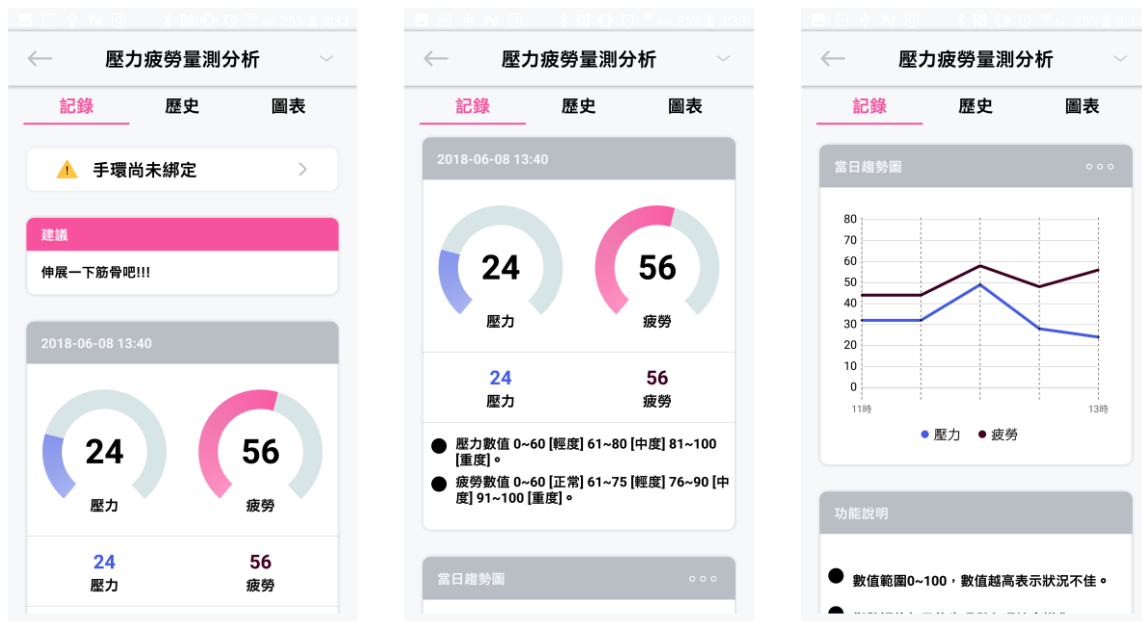 壓力疲勞量測分析
記錄 歷史 圖表
手環尚未綁定
建議
伸展一下筋骨吧!!!
2018-06-08 13:40
24 56
壓力 疲勞
24 56
壓力 疲勞
壓力疲勞量測分析
記錄 歷史 圖表
2018-06-08 13:40
24 56
壓力 疲勞
24 56
壓力 疲勞
壓力數值 0~60 [輕度] 61~80 [中度] 81~100
[重度]。
疲勞數值 0~60 [正常] 61~75 [輕度] 76~90 [中
度] 91~100 [重度]。
當日趨勢圖
壓力疲勞量測分析
記錄 歷史 圖表
當日趨勢圖
80
70
60
50
40
30
20
10
0
11時 13時
壓力 疲勞
功能說明
數值範圍0~100，數值越高表示狀況不佳。